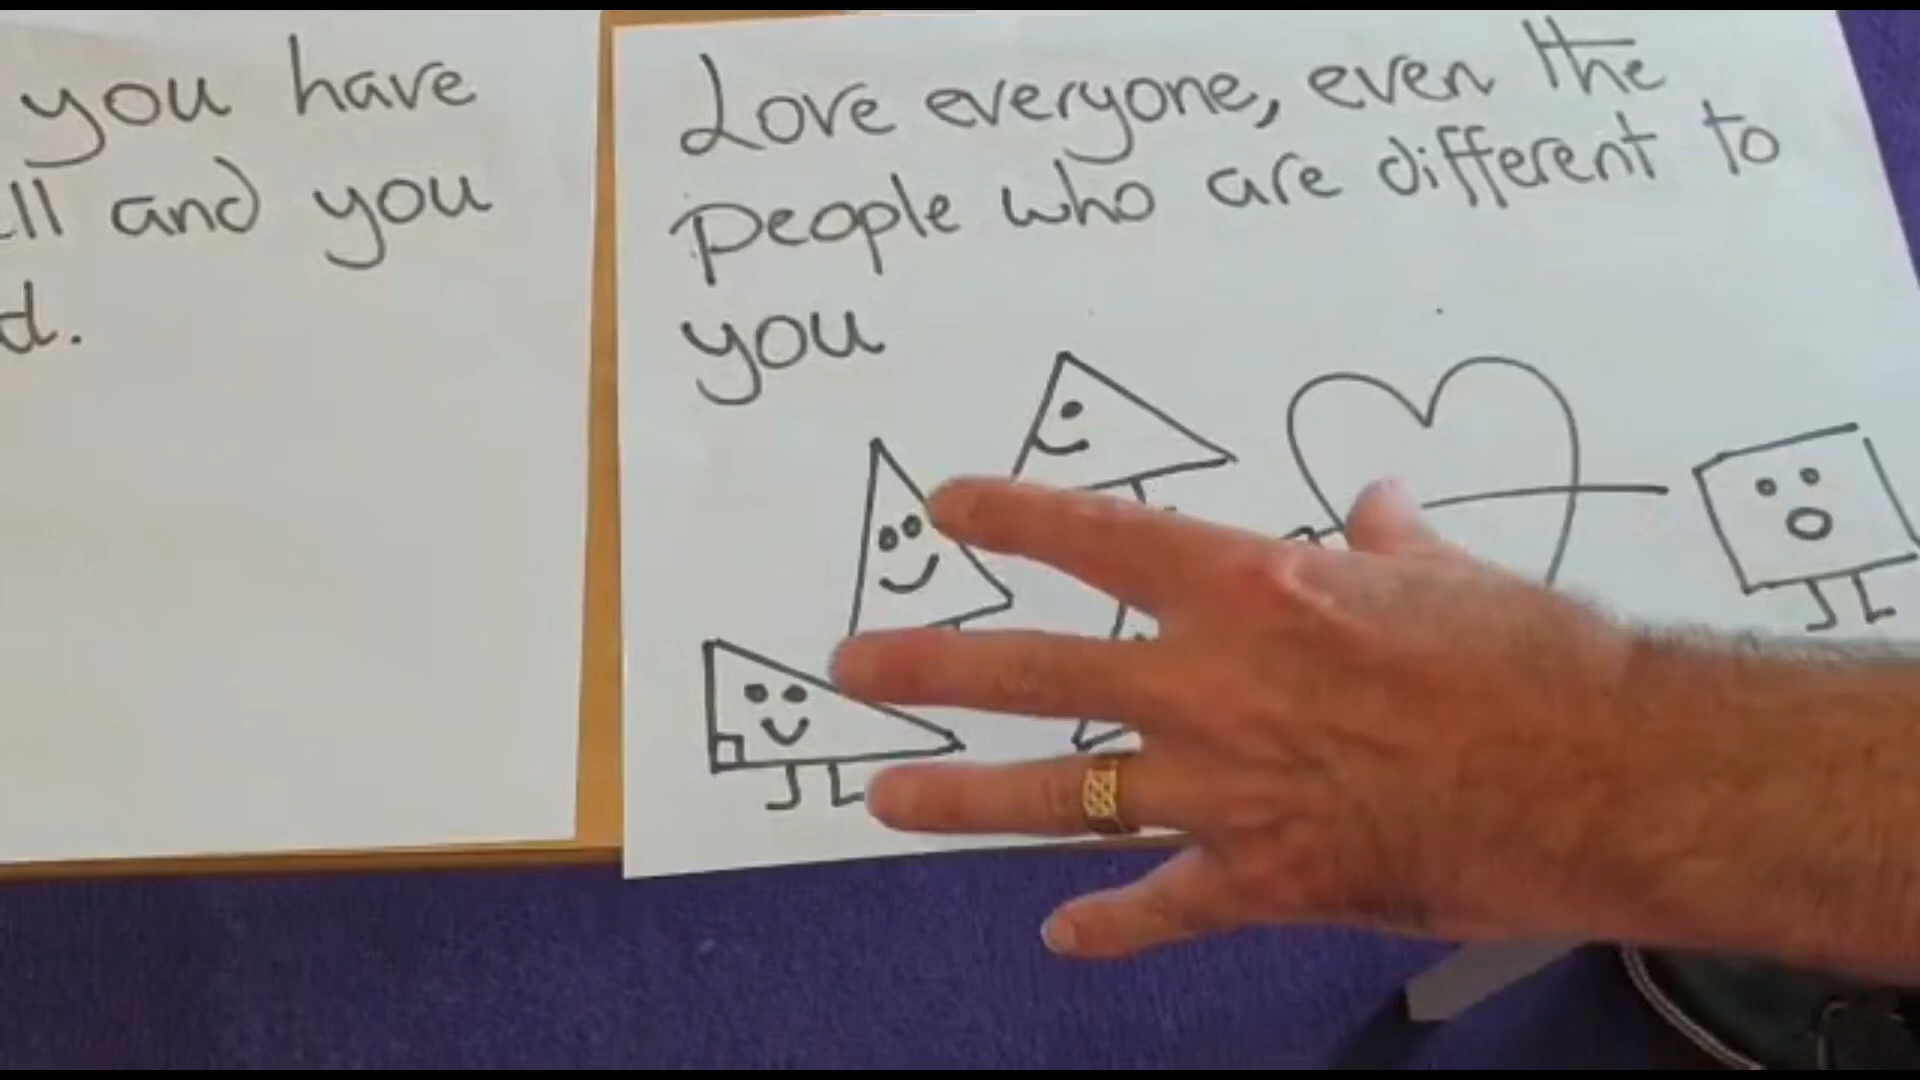 you have
ll and you
d.
Love everyone, even the
people who are different to
you